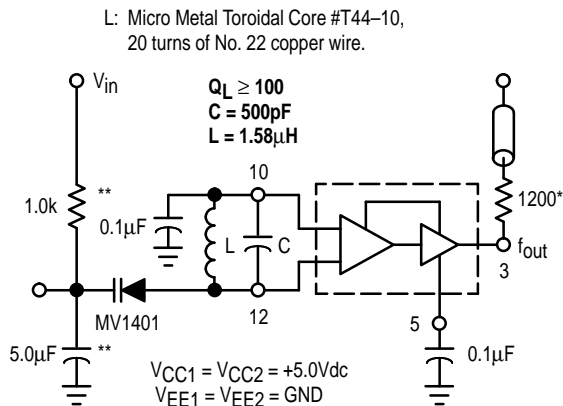 L: Micro Metal Toroidal Core #T44–10,
20 turns of No. 22 copper wire.
Vin
QL ≥ 100
C = 500pF
L = 1.58µH
10
**
1.0k
0.1µF
L
C
1200*
fout
3
MV1401
12
5
5.0µF
**
0.1µF
VCC1 = VCC2 = +5.0Vdc
VEE1 = VEE2 = GND